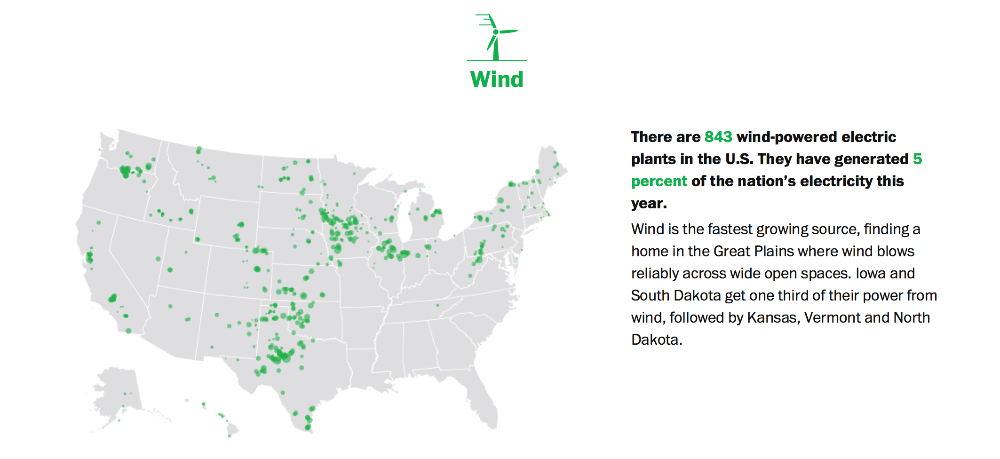 Wind
There are 843 wind-powered electric
plants in the U.S. They have generated 5
percent of the nation’s electricity this
year.
Wind is the fastest growing source, finding a
home in the Great Plains where wind blows
reliably across wide open spaces. Iowa and
South Dakota get one third of their power from
wind, followed by Kansas, Vermont and North
Dakota.